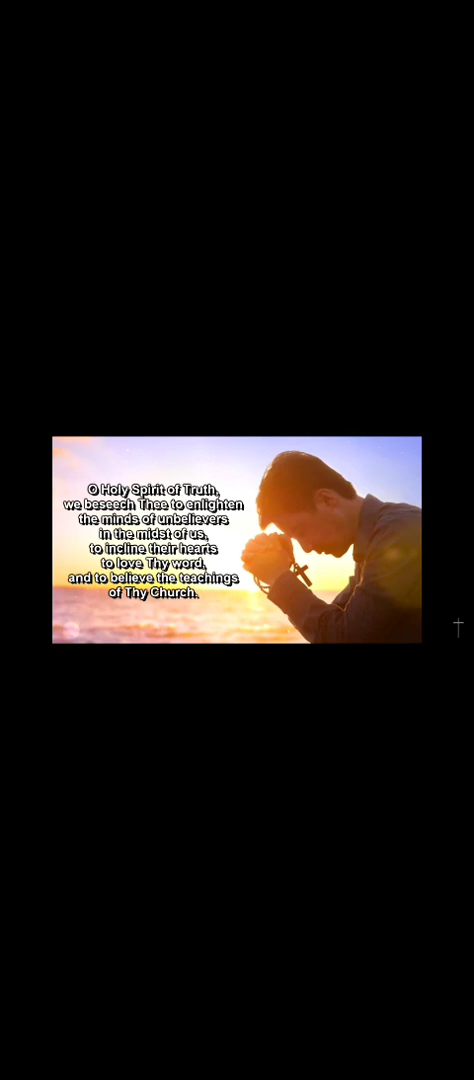 O Holy Spirit of Truth,
we beseech Thee to enlighten
the minds of unbelievers
in the midst of us,
to incline their hearts
to love Thy word,
and to believe the teachings
of Thy Church.